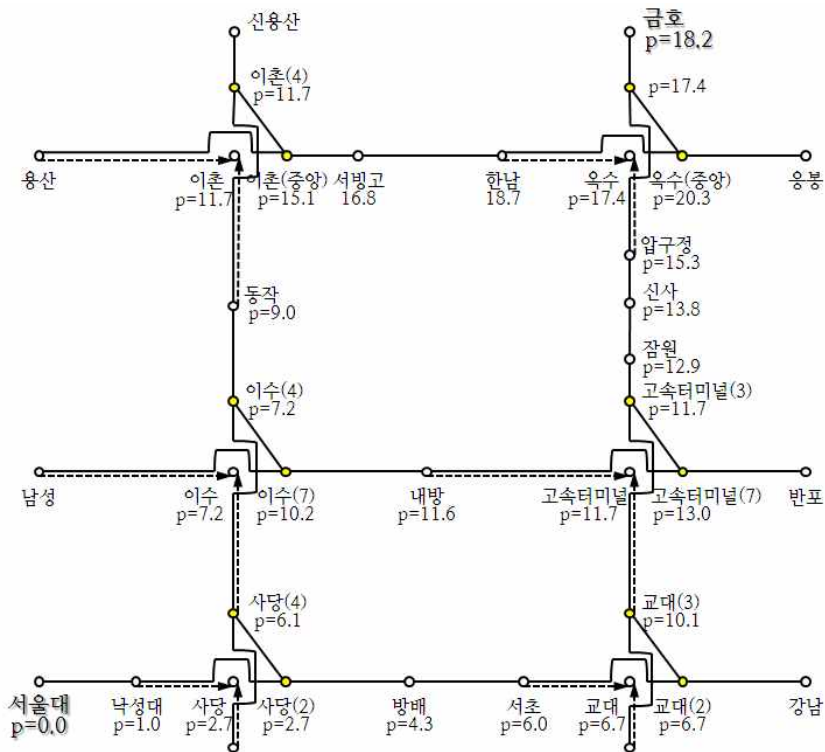 신용산
금호
p=18.2
이촌(4)
p=11.7
p=17.4
용산
이촌
p=11.7
이촌(중앙)
p=15.1
서빙고
16.8
한남
18.7
옥수
p=17.4
옥수(중앙)
p=20.3
응봉
압구정
p=15.3
동작
p=9.0
신사
p=13.8
잠원
p=12.9
이수(4)
p=7.2
고속터미널(3)
p=11.7
남성
이수
p=7.2
이수(7)
p=10.2
내방
p=11.6
고속터미널
p=11.7
고속터미널(7)
p=13.0
반포
사당(4)
p=6.1
교대(3)
p=10.1
서울대
p=0.0
낙성대
p=1.0
사당
p=2.7
사당(2)
p=2.7
방배
p=4.3
서초
p=6.0
교대
p=6.7
교대(2)
p=6.7
강남